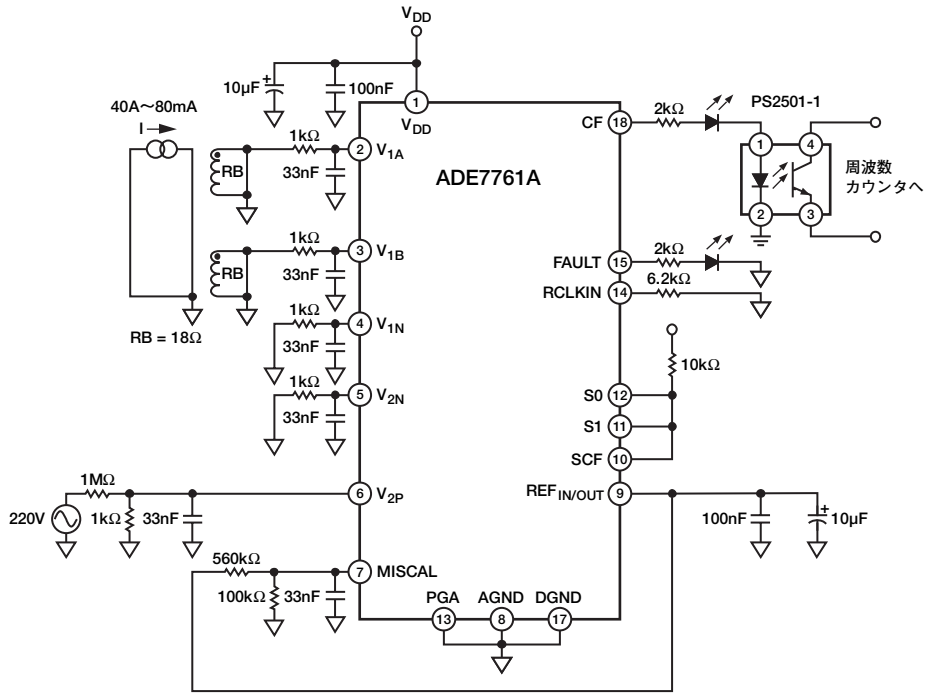 VDD
10µF
+
100nF
40A～80mA
I
1
VDD
CF
18
2kΩ
PS2501-1
1kΩ
2
V1A
RB
33nF
ADE7761A
1
4
周波数
カウンタへ
2
3
1kΩ
3
V1B
RB
33nF
FAULT
15
2kΩ
RCLKIN
14
6.2kΩ
1kΩ
4
V1N
33nF
RB = 18Ω
10kΩ
1kΩ
5
V2N
33nF
S0
12
S1
11
SCF
10
1MΩ
6
V2P
REFIN/OUT
9
220V
1kΩ
33nF
100nF
+
10µF
560kΩ
7
MISCAL
100kΩ
33nF
PGA
AGND
DGND
13
8
17